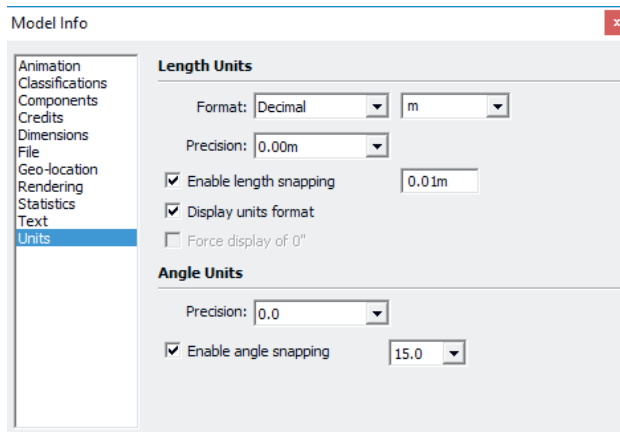 Model Info
x
Animation
Classifications
Components
Credits
Dimensions
File
Geo-location
Rendering
Statistics
Text
Units
Length Units
Format: Decimal m
Precision: 0.00m
Enable length snapping 0.01m
Display units format
Force display of 0"
Angle Units
Precision: 0.0
Enable angle snapping 15.0